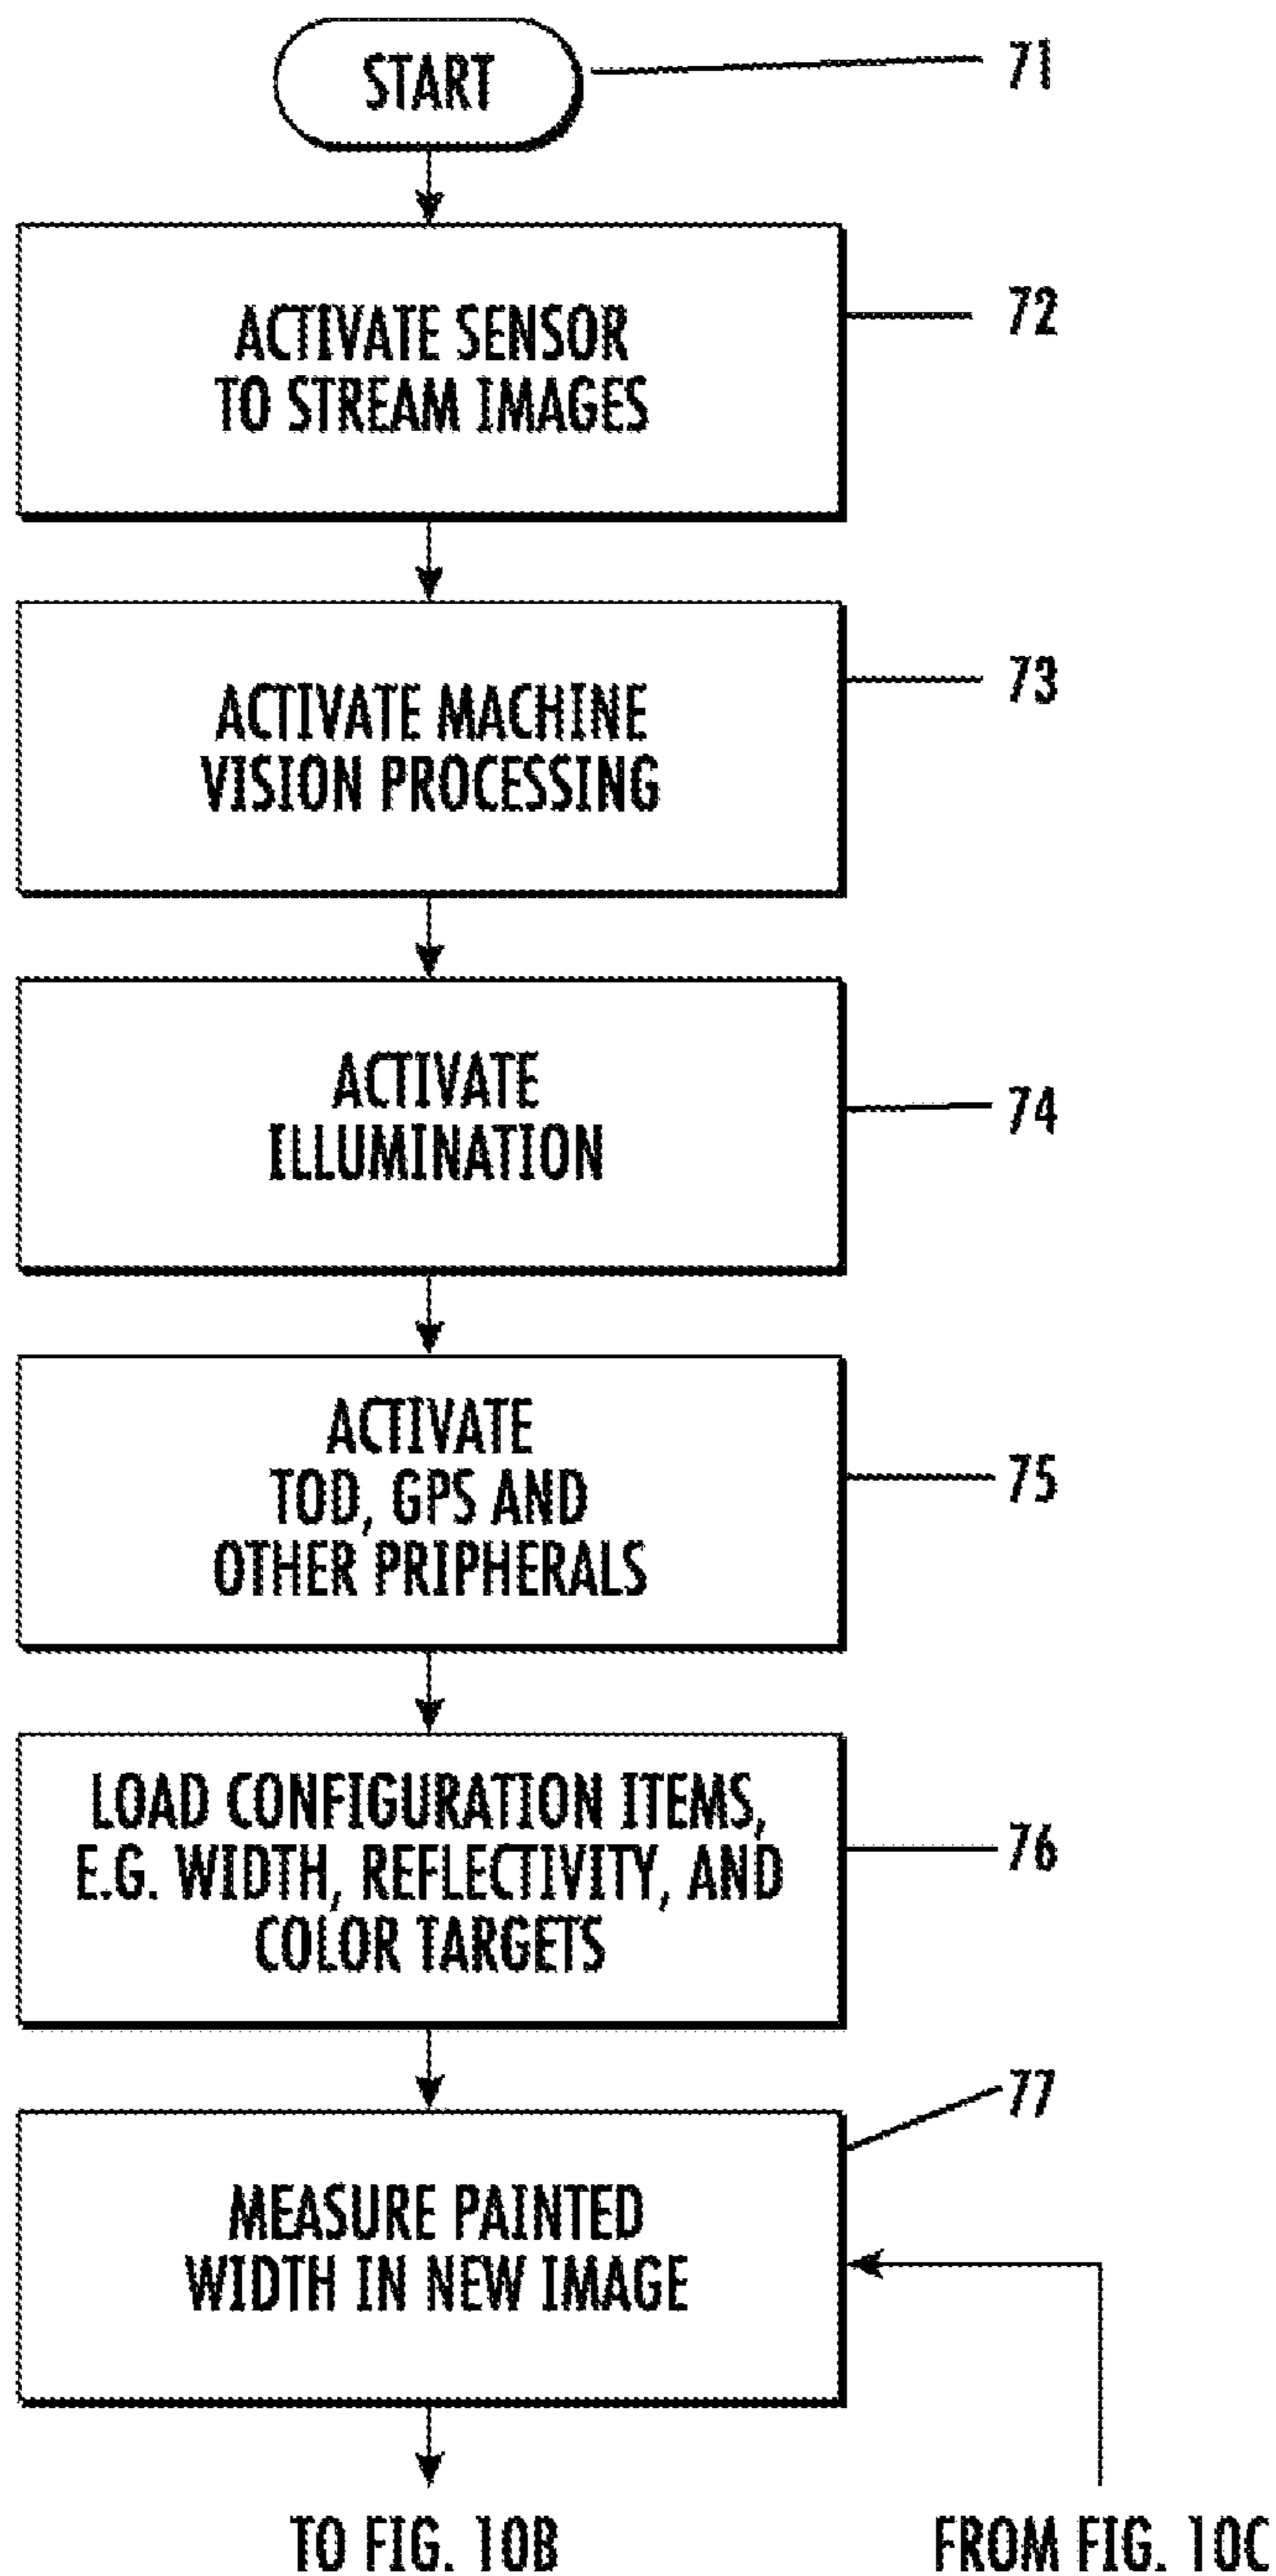 START
71
ACTIVATE SENSOR
TO STREAM IMAGES
72
ACTIVATE MACHINE
VISION PROCESSING
73
ACTIVATE
ILLUMINATION
74
ACTIVATE
TOD, GPS AND
OTHER PRIPHERALS
75
LOAD CONFIGURATION ITEMS,
E.G. WIDTH, REFLECTIVITY, AND
COLOR TARGETS
76
MEASURE PAINTED
WIDTH IN NEW IMAGE
77
TO FIG. 10B
FROM FIG. 10C